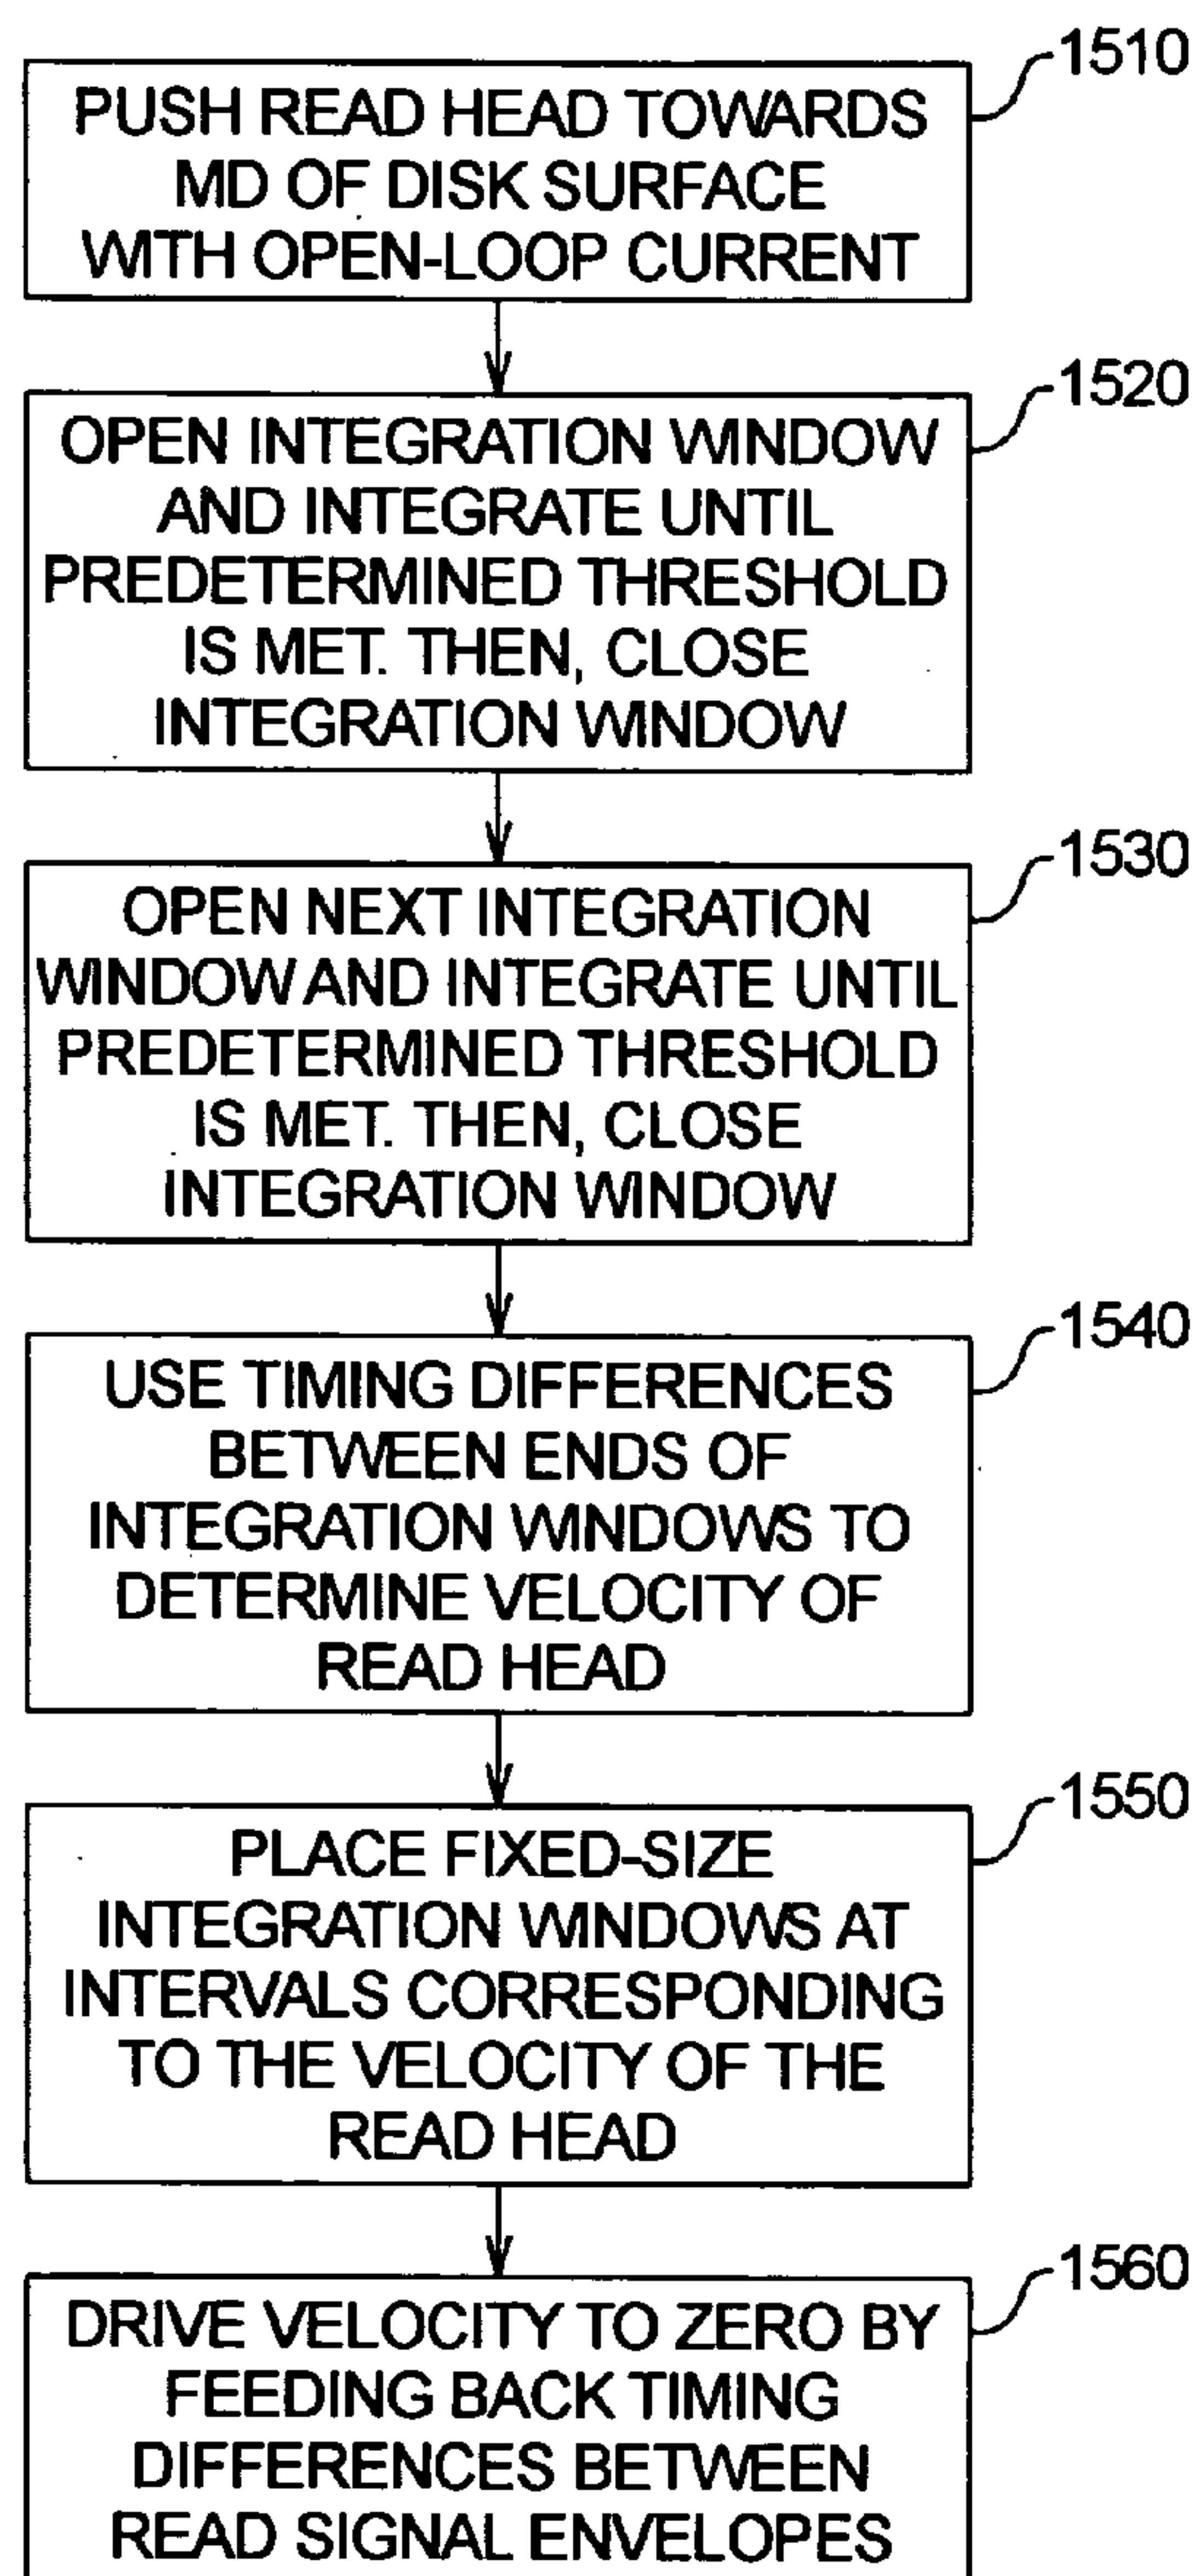 1510
PUSH READ HEAD TOWARDS
MD OF DISK SURFACE
WITH OPEN-LOOP CURRENT
1520
OPEN INTEGRATION WINDOW
AND INTEGRATE UNTIL
PREDETERMINED THRESHOLD
IS MET. THEN, CLOSE
INTEGRATION WINDOW
1530
OPEN NEXT INTEGRATION
WINDOW AND INTEGRATE UNTIL
PREDETERMINED THRESHOLD
IS MET. THEN, CLOSE
INTEGRATION WINDOW
1540
USE TIMING DIFFERENCES
BETWEEN ENDS OF
INTEGRATION WINDOWS TO
DETERMINE VELOCITY OF
READ HEAD
1550
PLACE FIXED-SIZE
INTEGRATION WINDOWS AT
INTERVALS CORRESPONDING
TO THE VELOCITY OF THE
READ HEAD
1560
DRIVE VELOCITY TO ZERO BY
FEEDING BACK TIMING
DIFFERENCES BETWEEN
READ SIGNAL ENVELOPES